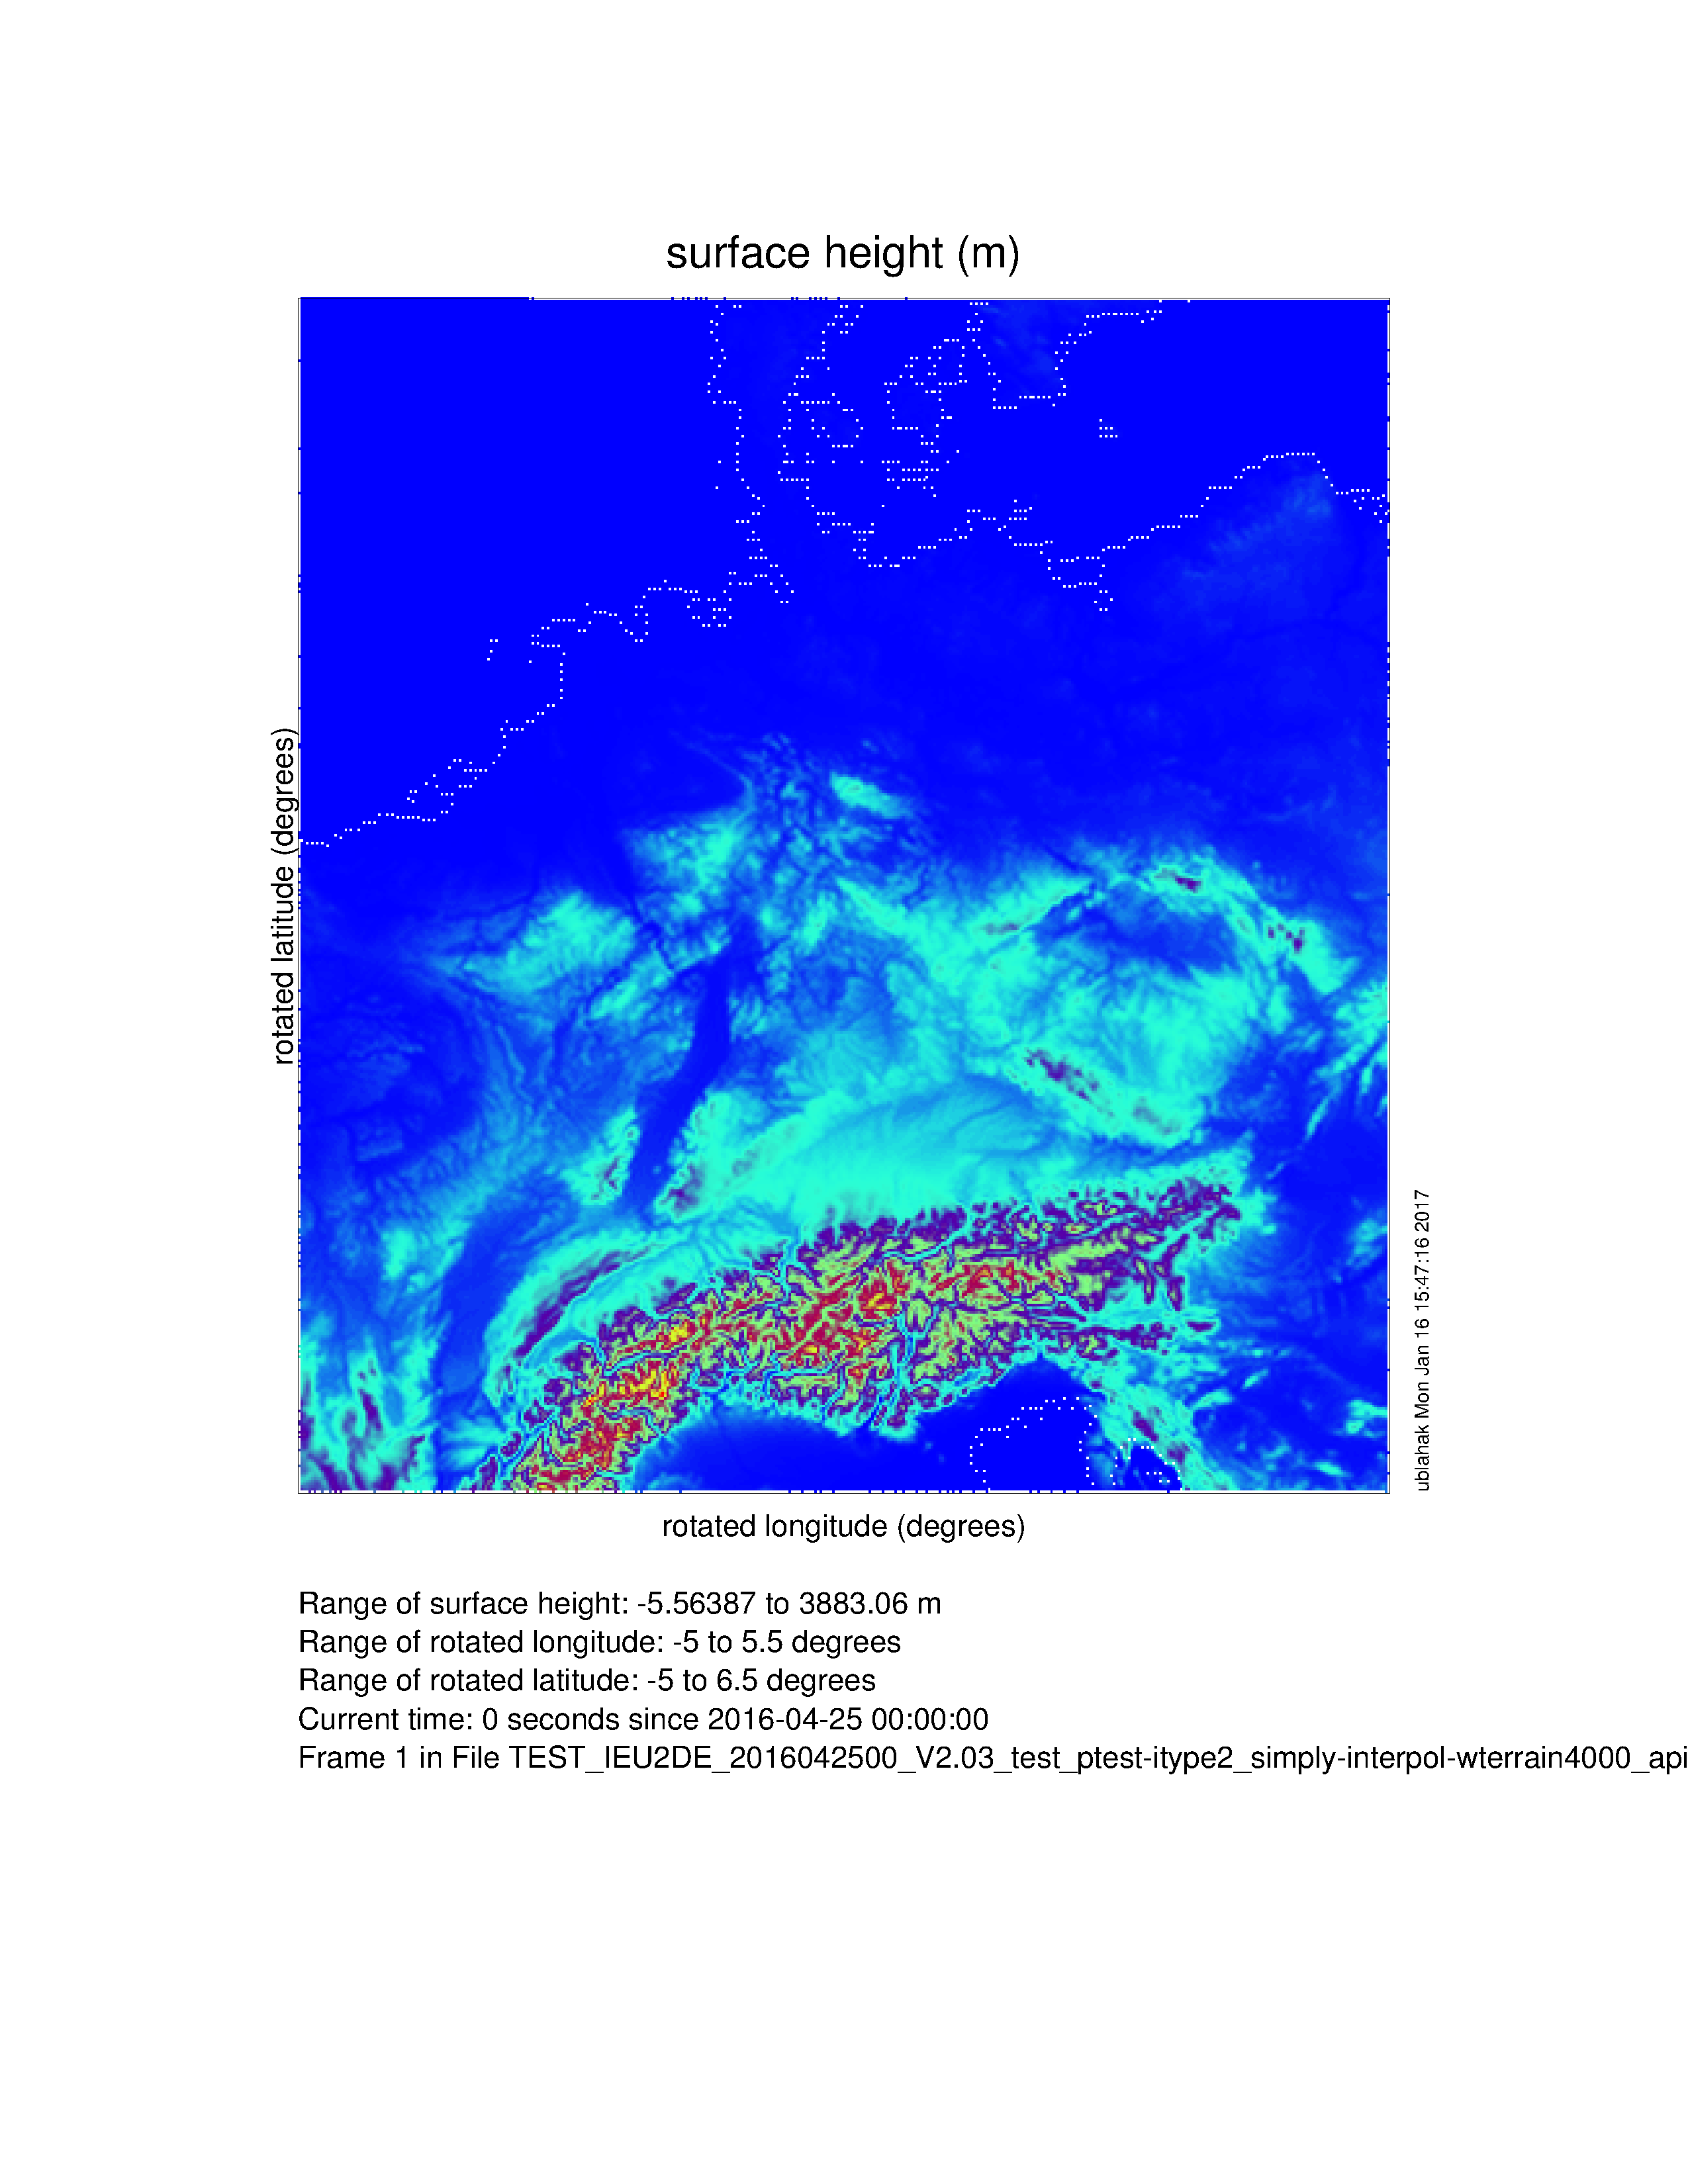 surface height (m)
rotated latitude (degrees)
ublahak Mon Jan 16 15:47:16 2017
rotated longitude (degrees)
Range of surface height: -5.56387 to 3883.06 m
Range of rotated longitude: -5 to 5.5 degrees
Range of rotated latitude: -5 to 6.5 degrees
Current time: 0 seconds since 2016-04-25 00:00:00
Frame 1 in File TEST_IEU2DE_2016042500_V2.03_test_ptest-itype2_simply-interpol-wterrain4000_api